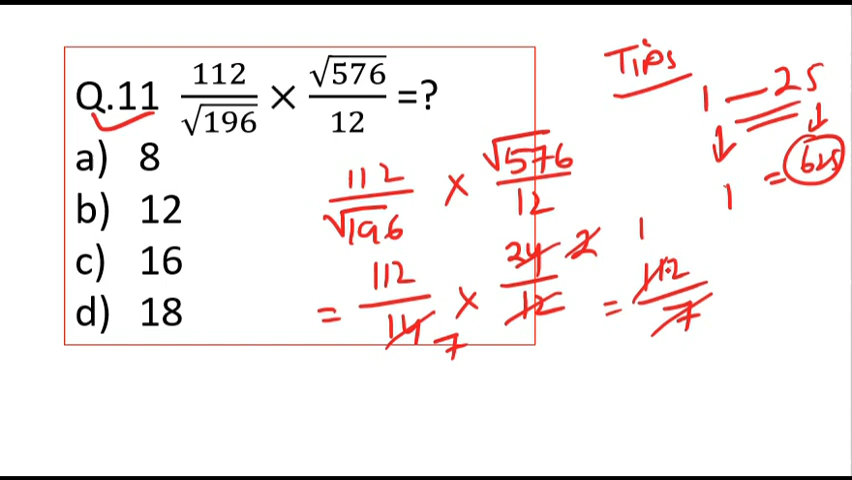 Q.11 112/√196 × √576/12 =?
a) 8
b) 12
c) 16
d) 18
Tips
1 — 25
↓ ↓
1 = 625
112/√196 × √576/12
= 112/14 7 × 24 2/12 = 1 112/7